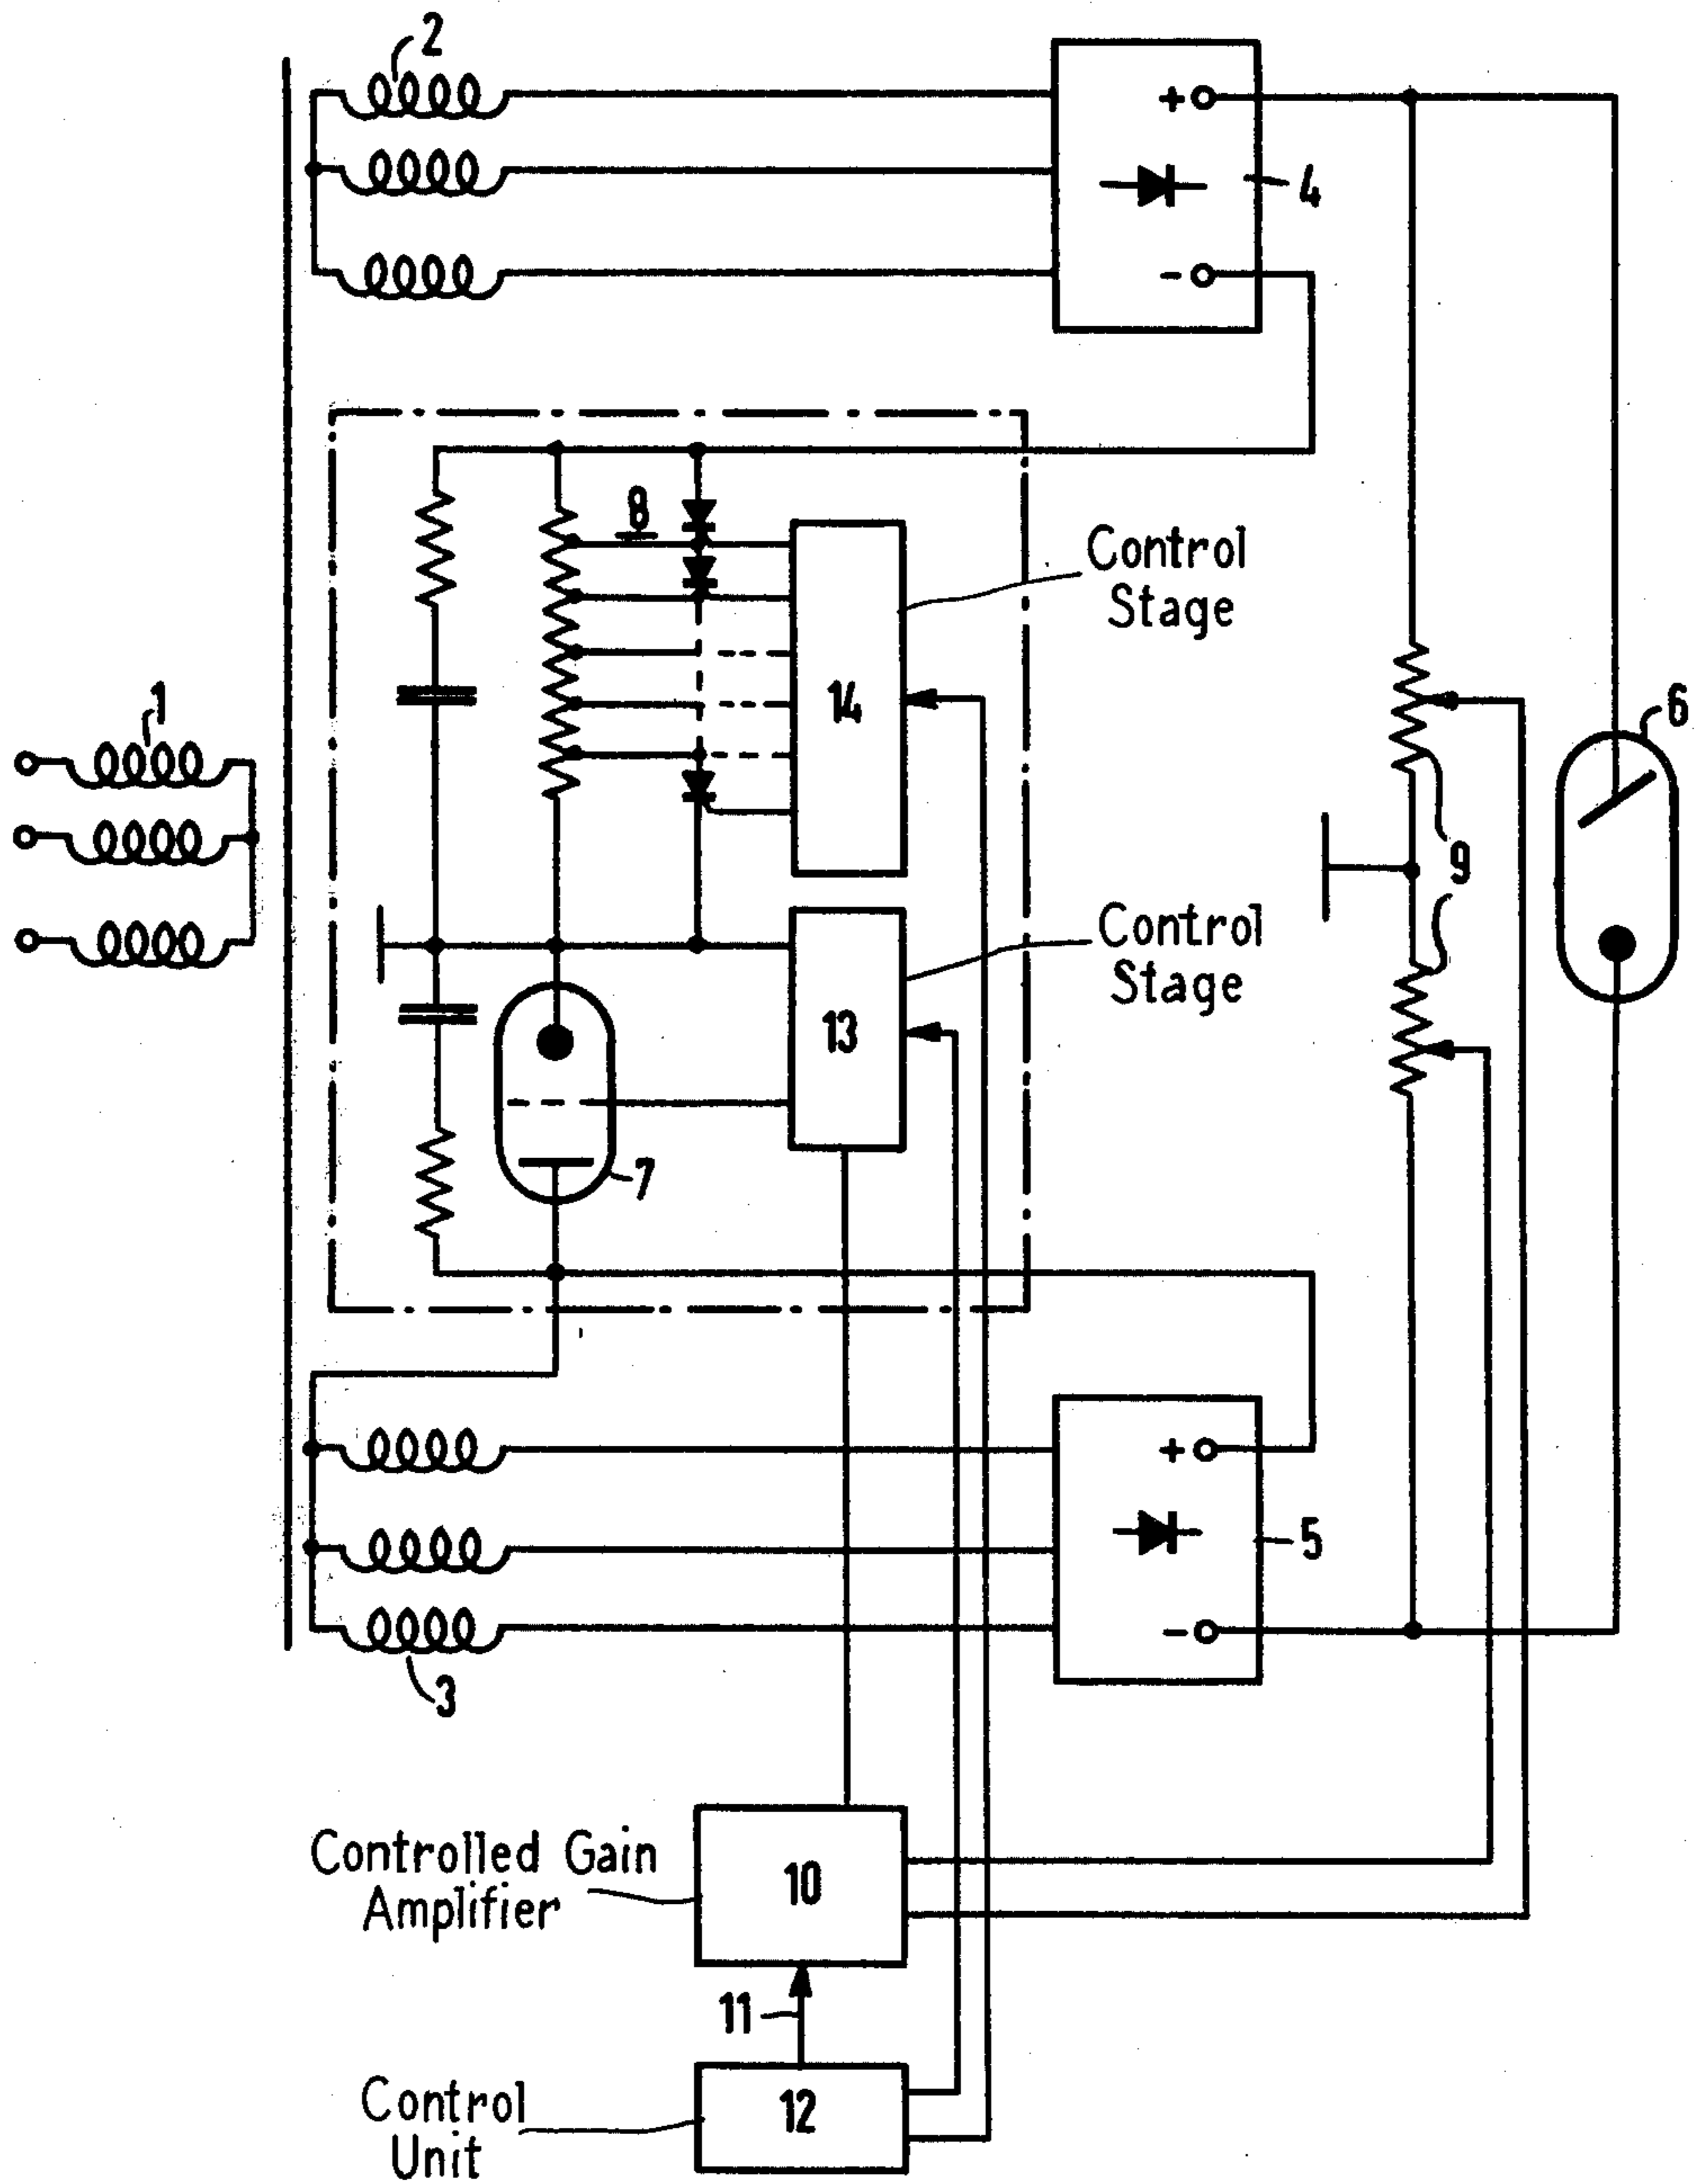 2
+
4
-
8
Control
Stage
14
1
6
9
Control
Stage
13
7
+
5
-
3
Controlled Gain
Amplifier
10
11
Control
Unit
12